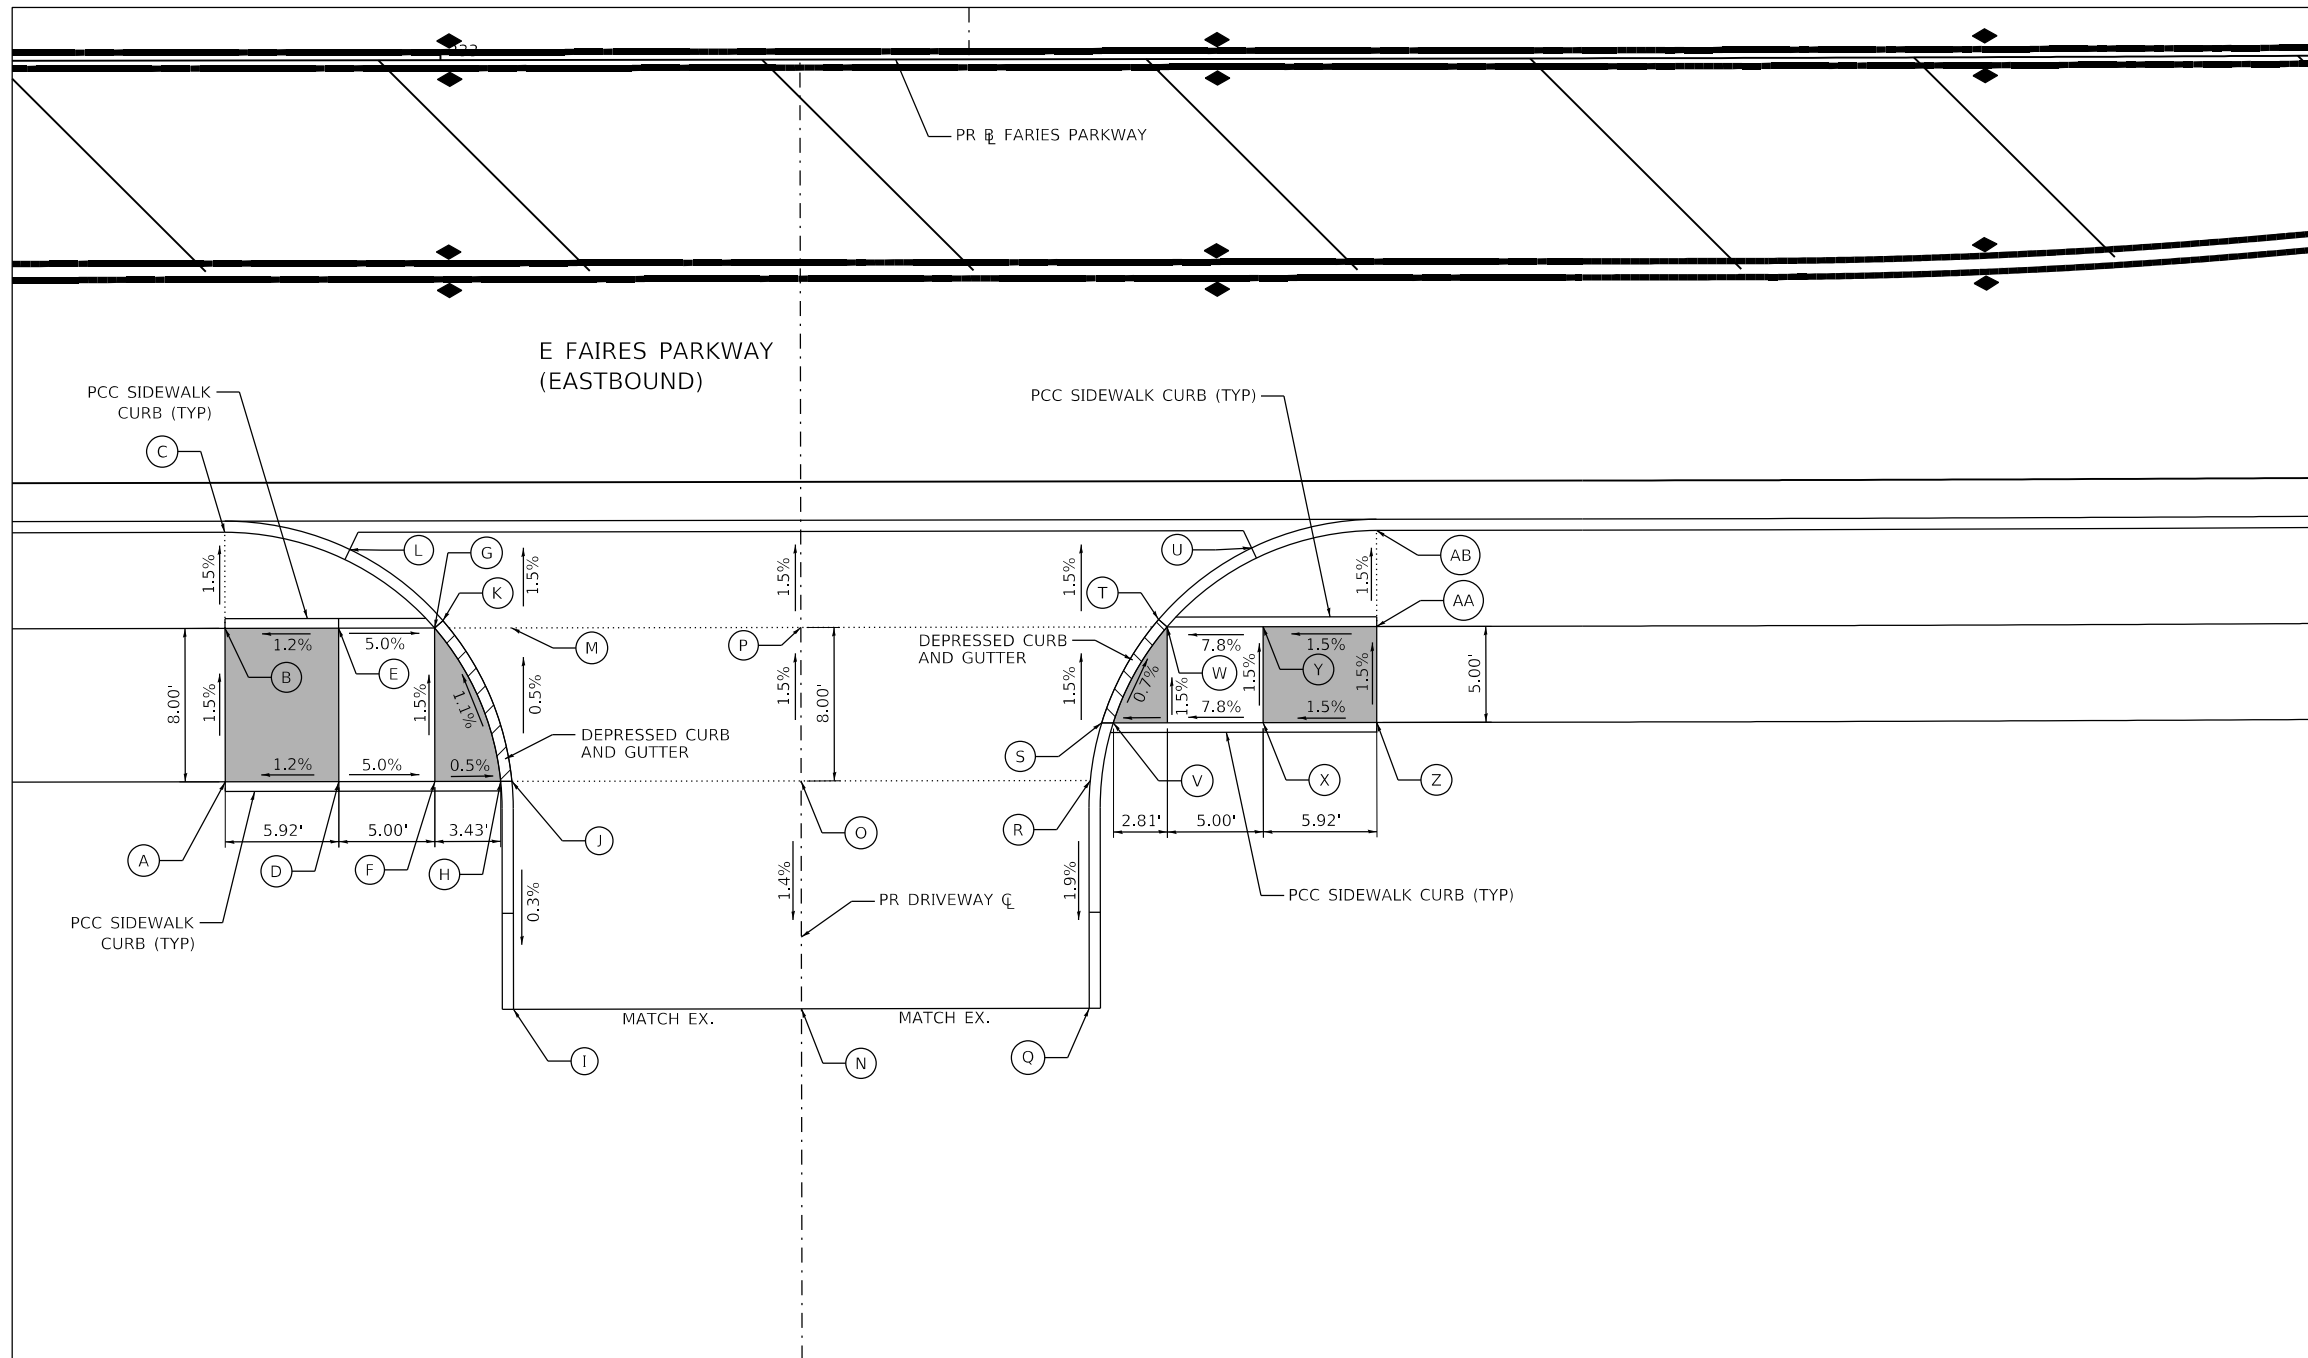 PR BL FARIES PARKWAY
E FAIRES PARKWAY
(EASTBOUND)
PCC SIDEWALK
CURB (TYP)
PCC SIDEWALK CURB (TYP)
C
L
G
K
M
P
T
U
AB
AA
1.5%
1.5%
1.5%
1.5%
1.5%
DEPRESSED CURB
AND GUTTER
1.2%
5.0%
B
E
8.00'
1.5%
1.5%
1.1%
0.5%
1.5%
8.00'
1.5%
0.7%
1.5%
7.8%
W
1.5%
1.5%
Y
1.5%
5.00'
7.8%
1.5%
1.2%
5.0%
0.5%
DEPRESSED CURB
AND GUTTER
S
V
X
Z
5.92'
5.00'
3.43'
2.81'
5.00'
5.92'
A
D
F
H
J
O
R
0.3%
1.4%
1.9%
PR DRIVEWAY CL
PCC SIDEWALK CURB (TYP)
PCC SIDEWALK
CURB (TYP)
MATCH EX.
MATCH EX.
I
N
Q